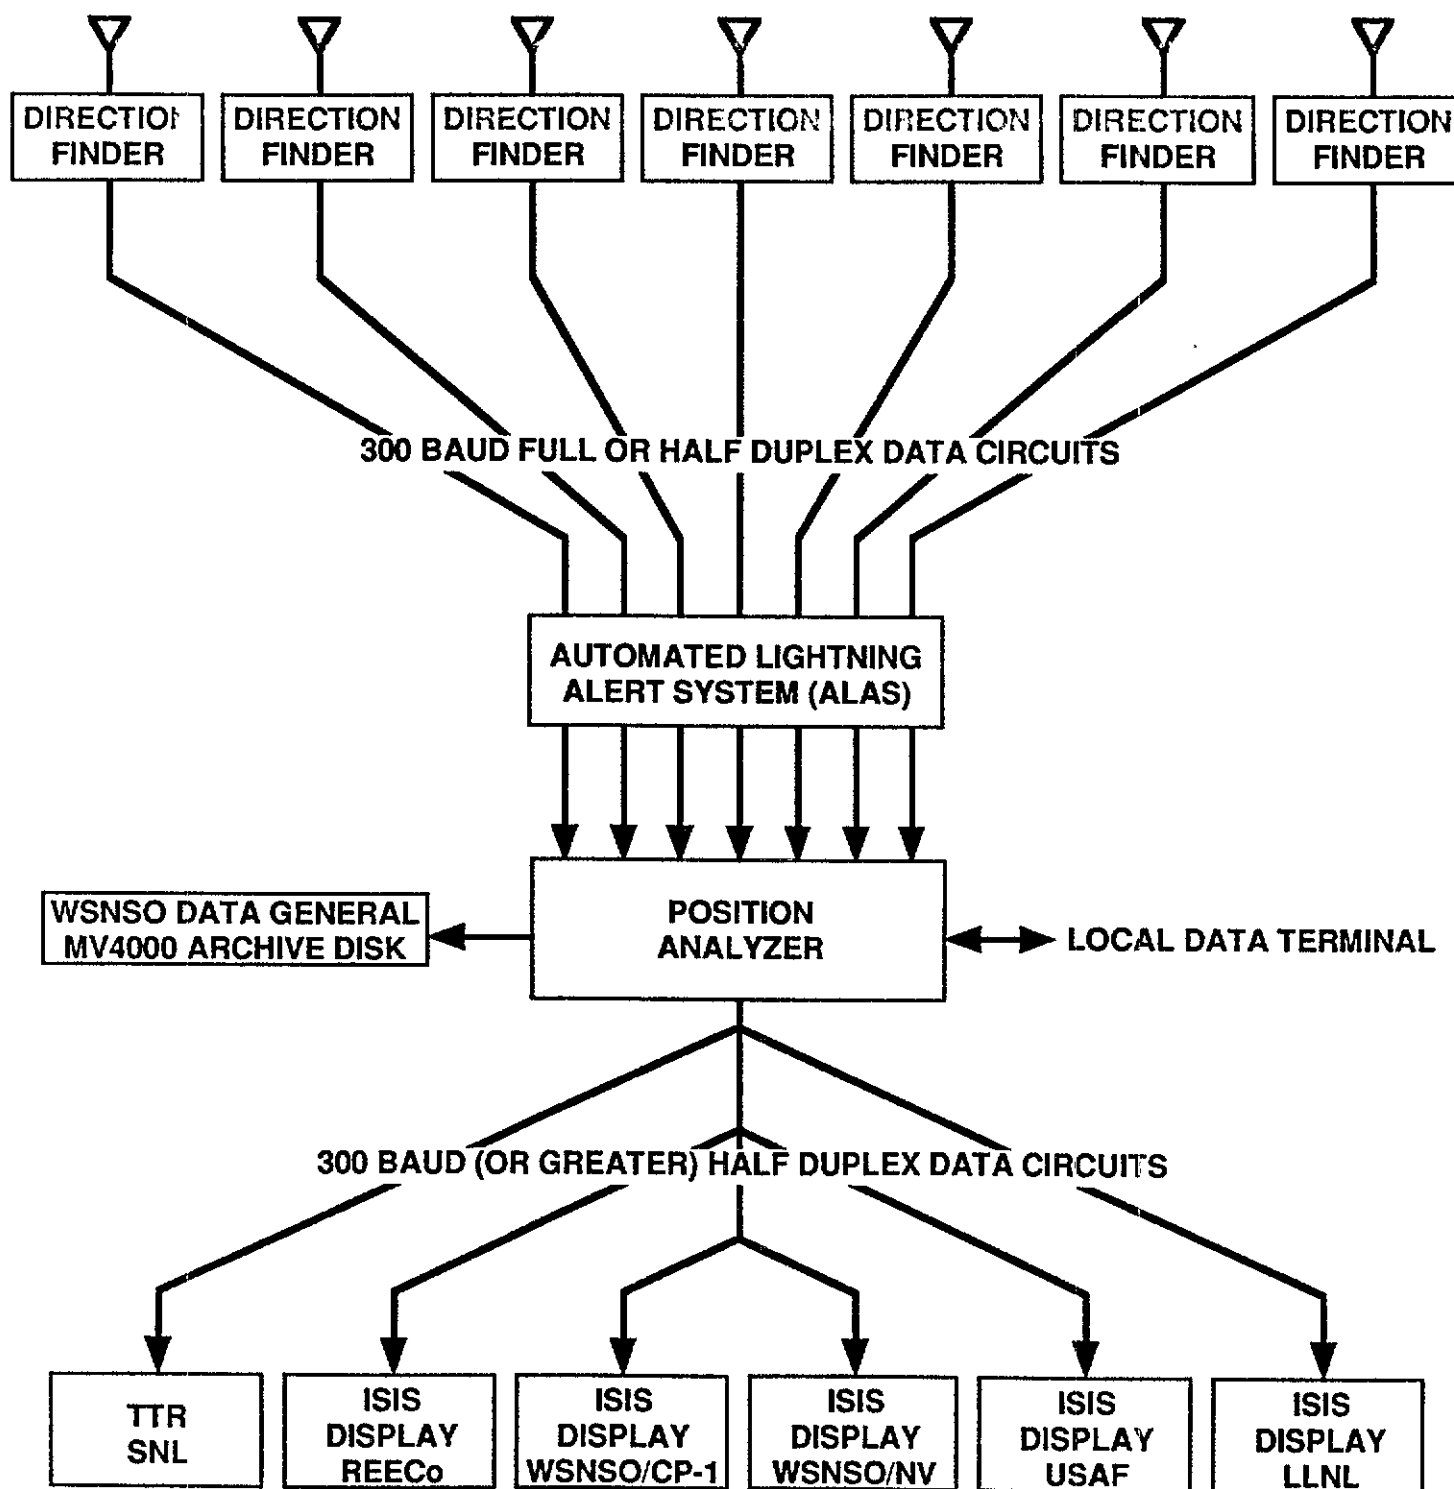 DIRECTION
FINDER
DIRECTION
FINDER
DIRECTION
FINDER
DIRECTION
FINDER
DIRECTION
FINDER
DIRECTION
FINDER
DIRECTION
FINDER
300 BAUD FULL OR HALF DUPLEX DATA CIRCUITS
AUTOMATED LIGHTNING
ALERT SYSTEM (ALAS)
WSNSO DATA GENERAL
MV4000 ARCHIVE DISK
POSITION
ANALYZER
LOCAL DATA TERMINAL
300 BAUD (OR GREATER) HALF DUPLEX DATA CIRCUITS
TTR
SNL
ISIS
DISPLAY
REECo
ISIS
DISPLAY
WSNSO/CP-1
ISIS
DISPLAY
WSNSO/NV
ISIS
DISPLAY
USAF
ISIS
DISPLAY
LLNL